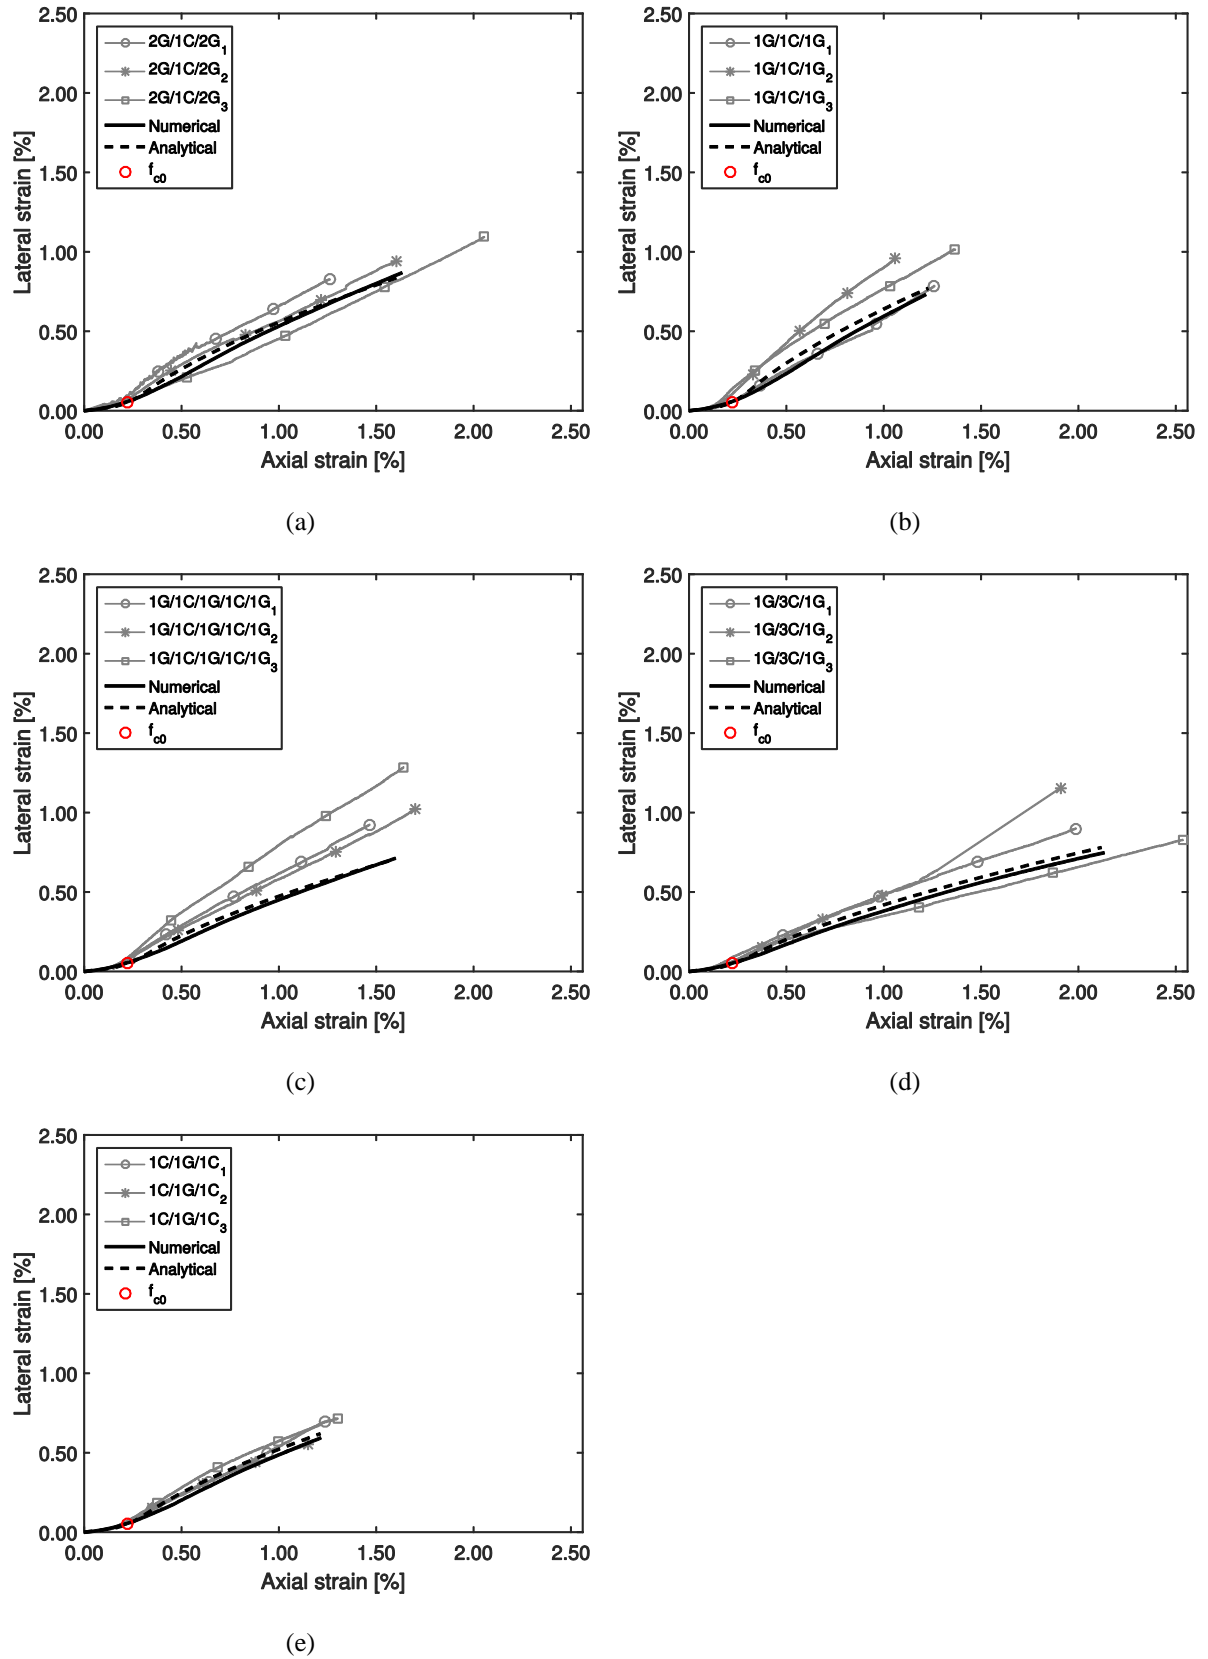 2.50
2.00
1.50
1.00
0.50
0.00
Lateral strain [%]
2G/1C/2G1
2G/1C/2G2
2G/1C/2G3
Numerical
Analytical
fc0
0.00 0.50 1.00 1.50 2.00 2.50
Axial strain [%]
(a)
2.50
2.00
1.50
1.00
0.50
0.00
Lateral strain [%]
1G/1C/1G1
1G/1C/1G2
1G/1C/1G3
Numerical
Analytical
fc0
0.00 0.50 1.00 1.50 2.00 2.50
Axial strain [%]
(b)
2.50
2.00
1.50
1.00
0.50
0.00
Lateral strain [%]
1G/1C/1G/1C/1G1
1G/1C/1G/1C/1G2
1G/1C/1G/1C/1G3
Numerical
Analytical
fc0
0.00 0.50 1.00 1.50 2.00 2.50
Axial strain [%]
(c)
2.50
2.00
1.50
1.00
0.50
0.00
Lateral strain [%]
1G/3C/1G1
1G/3C/1G2
1G/3C/1G3
Numerical
Analytical
fc0
0.00 0.50 1.00 1.50 2.00 2.50
Axial strain [%]
(d)
2.50
2.00
1.50
1.00
0.50
0.00
Lateral strain [%]
1C/1G/1C1
1C/1G/1C2
1C/1G/1C3
Numerical
Analytical
fc0
0.00 0.50 1.00 1.50 2.00 2.50
Axial strain [%]
(e)